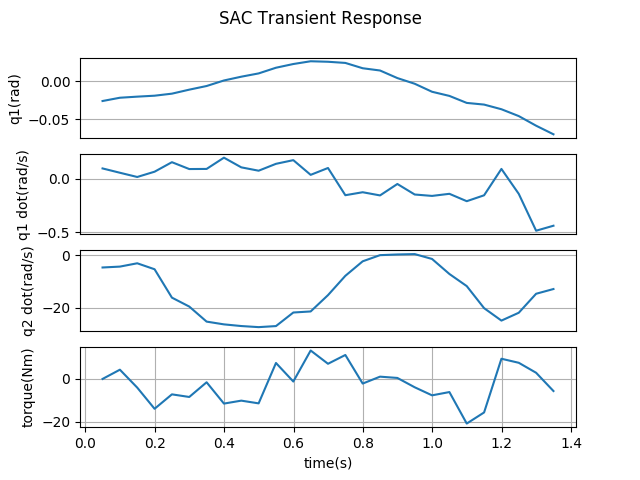 SAC Transient Response
q1(rad)
0.00
−0.05
q1 dot(rad/s)
0.0
−0.5
q2 dot(rad/s)
0
−20
torque(Nm)
0
−20
0.0 0.2 0.4 0.6 0.8 1.0 1.2 1.4
time(s)